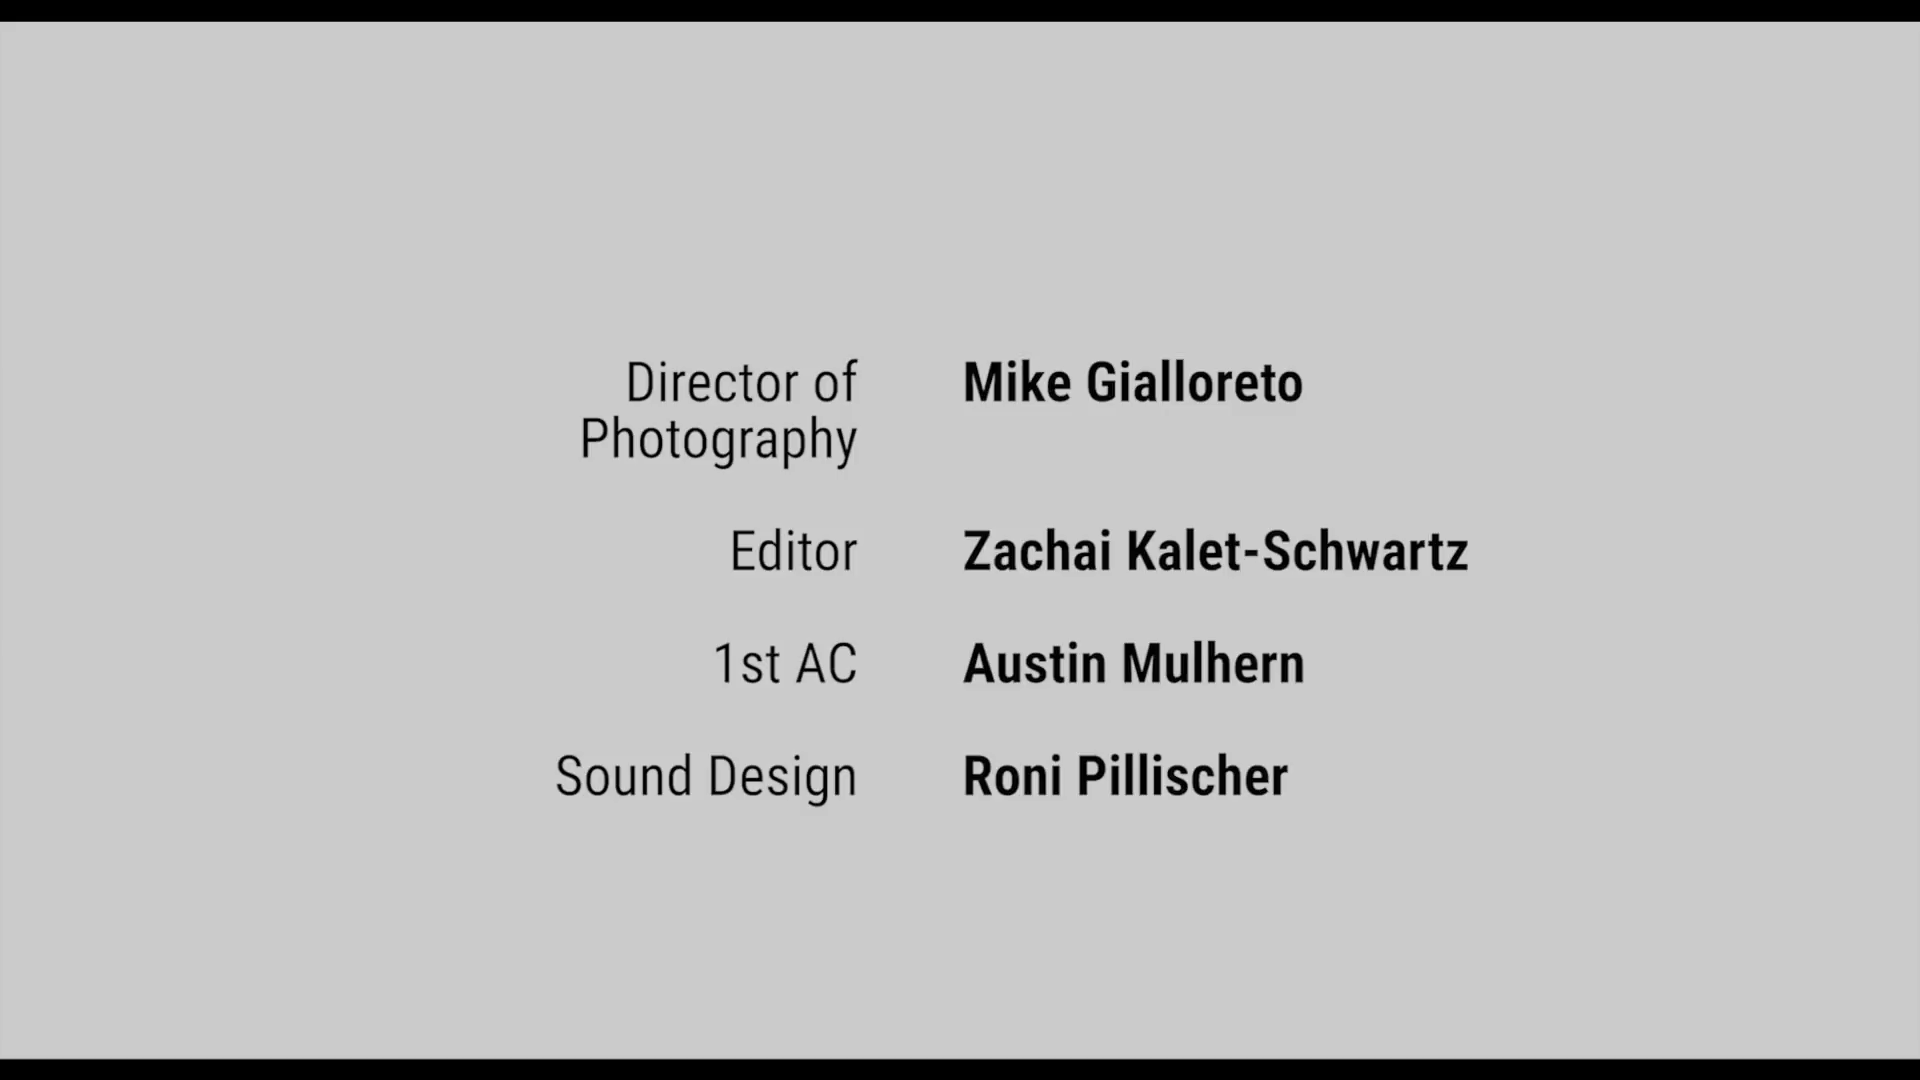 Director of Mike Gialloreto
Photography
Editor Zachai Kalet-Schwartz
1st AC Austin Mulhern
Sound Design Roni Pillischer